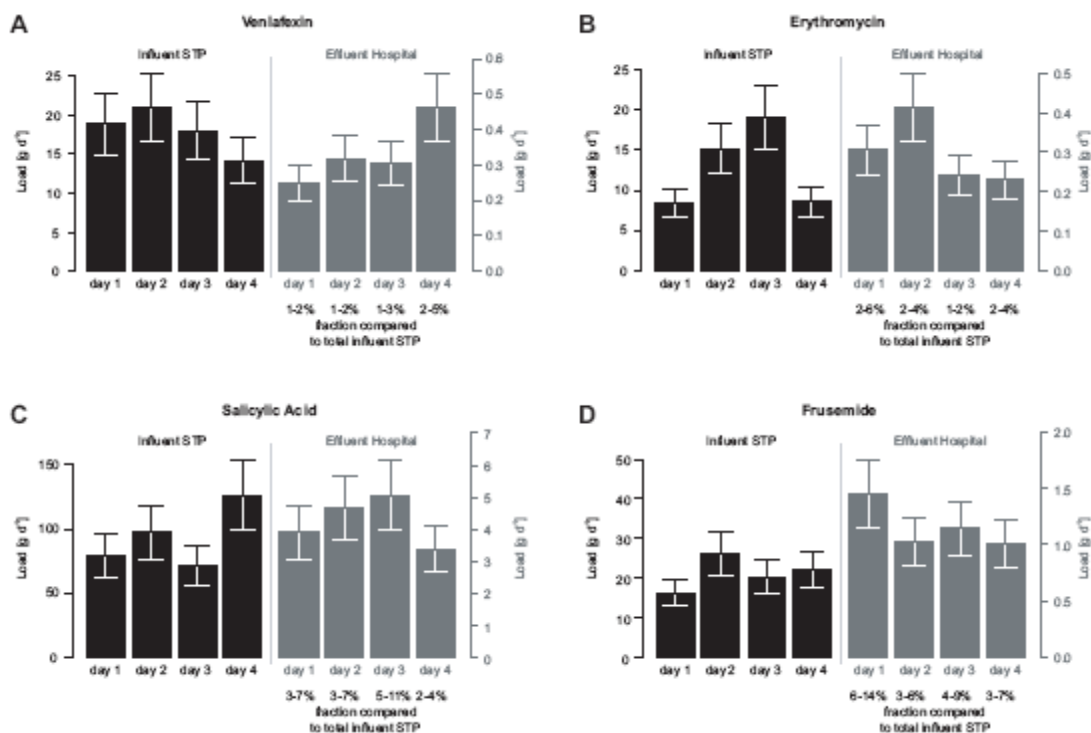 A
Venlafexin
Influent STP
Effluent Hospital
Load [g d⁻¹]
25
20
15
10
5
0
0.6
0.5
0.4
0.3
0.2
0.1
0.0
Load [g d⁻¹]
day 1 day 2 day 3 day 4 day 1 day 2 day 3 day 4
1-2% 1-2% 1-3% 2-5%
fraction compared
to total influent STP
B
Erythromycin
Influent STP
Effluent Hospital
Load [g d⁻¹]
25
20
15
10
5
0
0.5
0.4
0.3
0.2
0.1
0.0
Load [g d⁻¹]
day 1 day 2 day 3 day 4 day 1 day 2 day 3 day 4
2-6% 2-4% 1-2% 2-4%
fraction compared
to total influent STP
C
Salicylic Acid
Influent STP
Effluent Hospital
Load [g d⁻¹]
150
100
50
0
7
6
5
4
3
2
1
0
Load [g d⁻¹]
day 1 day 2 day 3 day 4 day 1 day 2 day 3 day 4
3-7% 3-7% 5-11% 2-4%
fraction compared
to total influent STP
D
Frusemide
Influent STP
Effluent Hospital
Load [g d⁻¹]
50
40
30
20
10
0
2.0
1.5
1.0
0.5
0.0
Load [g d⁻¹]
day 1 day 2 day 3 day 4 day 1 day 2 day 3 day 4
6-14% 3-6% 4-9% 3-7%
fraction compared
to total influent STP